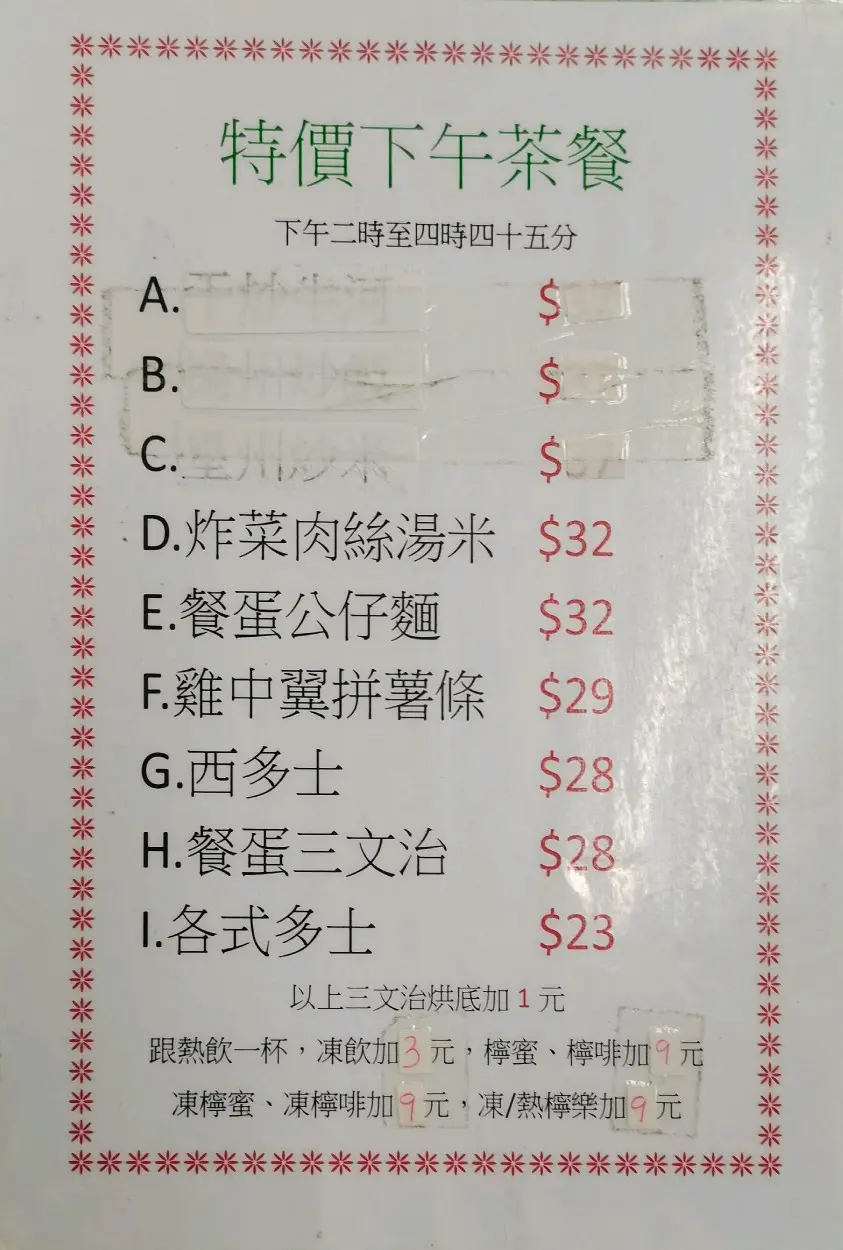 特價下午茶餐
下午二時至四時四十五分
A. $
B. $
C. $
D.炸菜肉絲湯米 $32
E.餐蛋公仔麵 $32
F.雞中翼拼薯條 $29
G.西多士 $28
H.餐蛋三文治 $28
I.各式多士 $23
以上三文治烘底加1元
跟熱飲一杯，凍飲加3元，檸蜜、檸啡加9元
凍檸蜜、凍檸啡加9元，凍/熱檸樂加9元